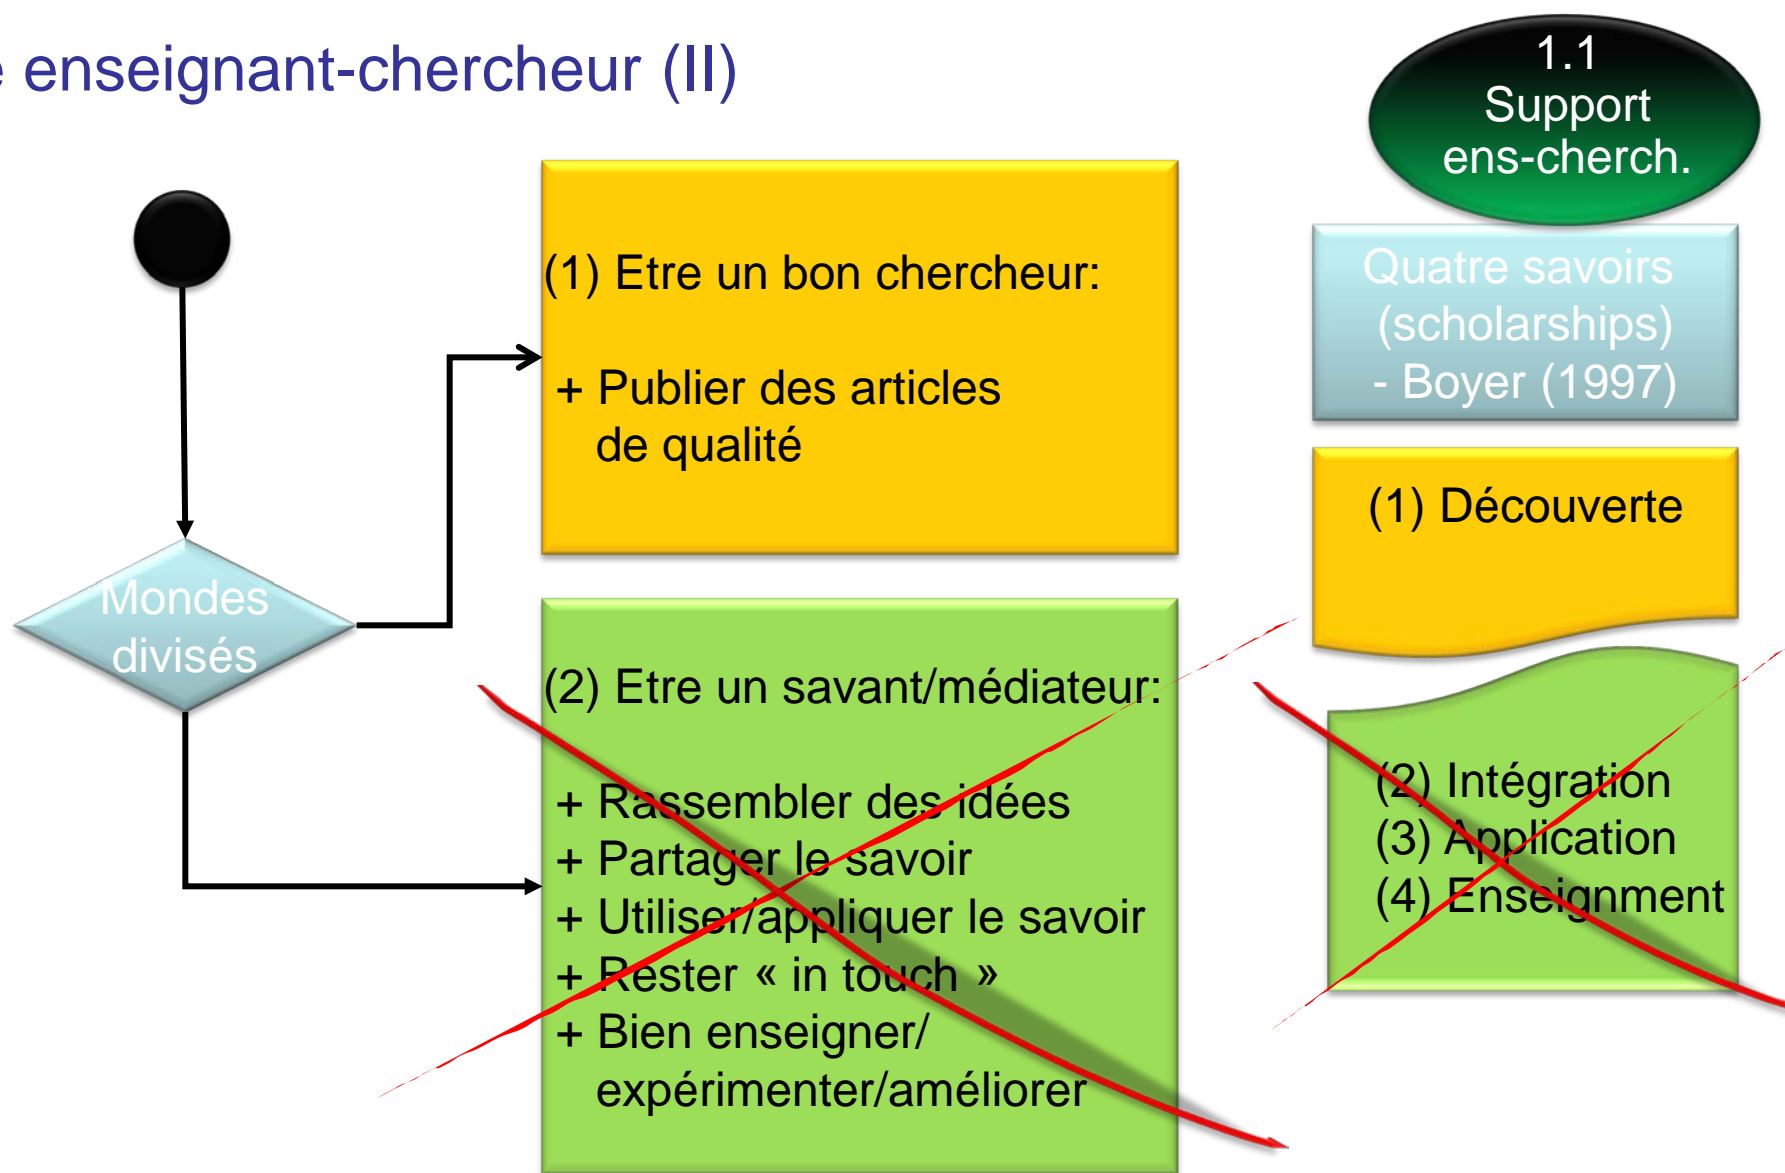 e enseignant-chercheur (II)
1.1
Support
ens-cherch.
Mondes
divisés
(1) Etre un bon chercheur:
+ Publier des articles
de qualité
(2) Etre un savant/médiateur:
+ Rassembler des idées
+ Partager le savoir
+ Utiliser/appliquer le savoir
+ Rester « in touch »
+ Bien enseigner/
expérimenter/améliorer
Quatre savoirs
(scholarships)
- Boyer (1997)
(1) Découverte
(2) Intégration
(3) Application
(4) Enseignment